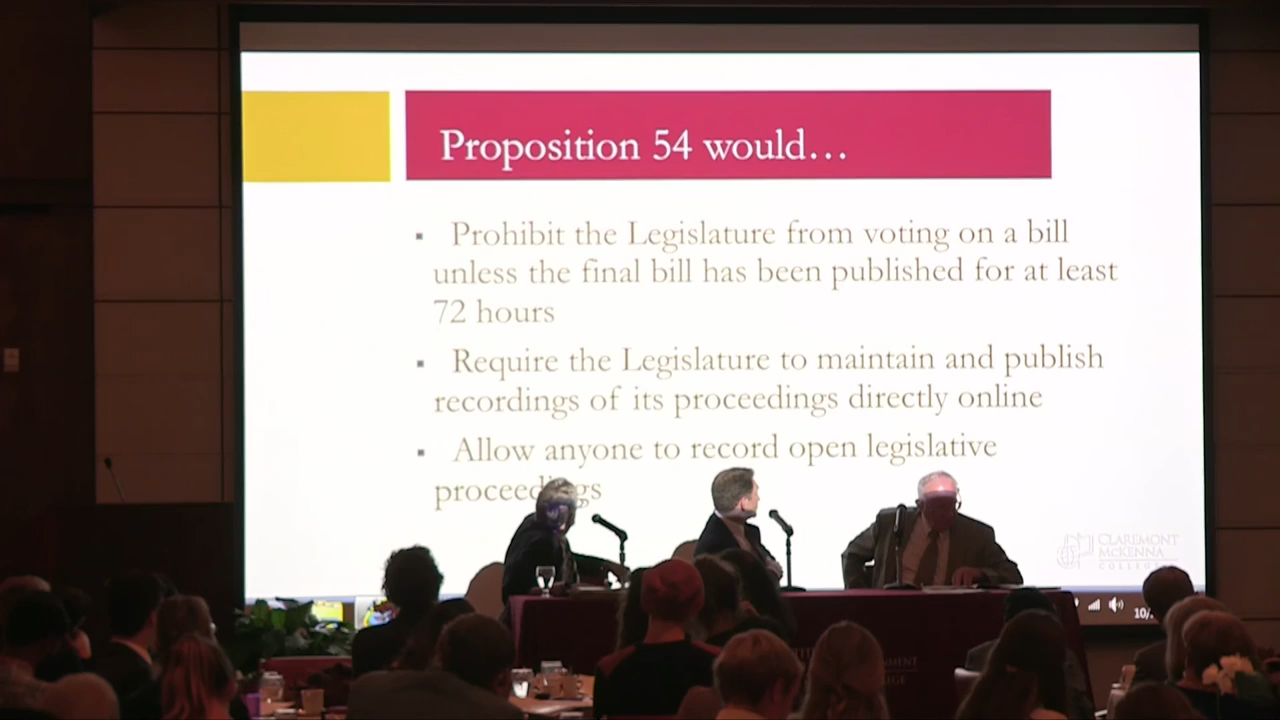 Proposition 54 would…
▪ Prohibit the Legislature from voting on a bill
unless the final bill has been published for at least
72 hours
▪ Require the Legislature to maintain and publish
recordings of its proceedings directly online
▪ Allow anyone to record open legislative
proceedings
CLAREMONT
MCKENNA
COLLEGE
10/